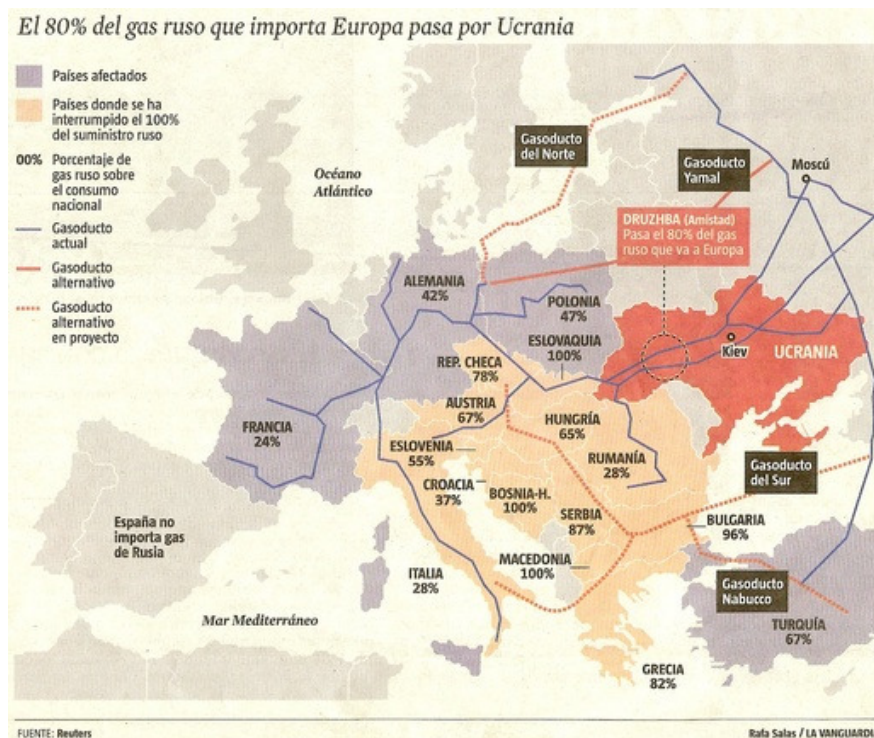 El 80% del gas ruso que importa Europa pasa por Ucrania
Países afectados
Países donde se ha
interrumpido el 100%
del suministro ruso
00% Porcentaje de
gas ruso sobre
el consumo
nacional
Gasoducto
actual
Gasoducto
alternativo
Gasoducto
alternativo
en proyecto
Océano
Atlántico
Gasoducto
del Norte
Gasoducto
Yamal
Moscú
DRUZHBA (Amistad)
Pasa el 80% del gas
ruso que va a Europa
ALEMANIA
42%
POLONIA
47%
ESLOVAQUIA
100%
Kiev
UCRANIA
REP. CHECA
78%
AUSTRIA
67%
HUNGRÍA
65%
FRANCIA
24%
ESLOVENIA
55%
RUMANÍA
28%
CROACIA
37%
BOSNIA-H.
100%
Gasoducto
del Sur
SERBIA
87%
BULGARIA
96%
España no
importa gas
de Rusia
MACEDONIA
100%
ITALIA
28%
Gasoducto
Nabucco
Mar Mediterráneo
TURQUÍA
67%
GRECIA
82%
FUENTE: Reuters
Rafa Salas / LA VANGUARDI